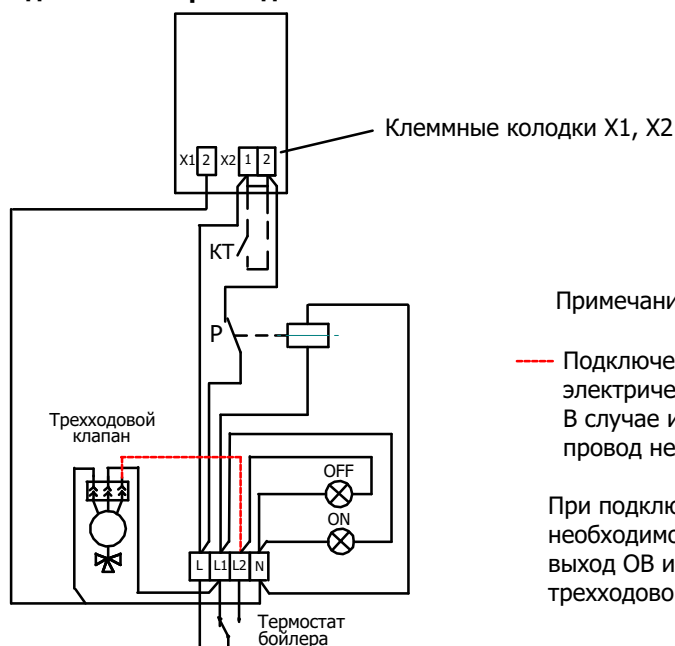 Клеммные колодки X1, X2
X1 2 X2 1 2
КТ
Р
Трехходовой
клапан
OFF
ON
L L1 L2 N
Термостат
бойлера
Подключе
электриче
В случае и
провод не
При подклю
необходимо
выход ОВ и
трехходово
Примечани